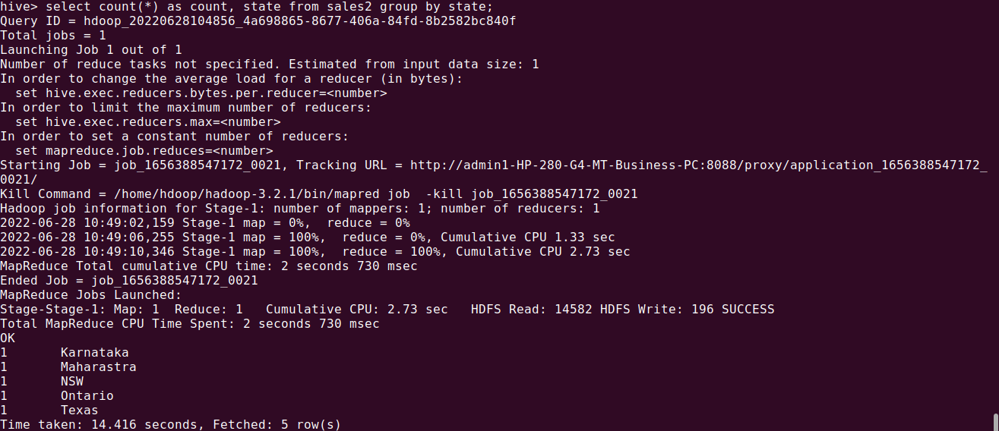 hive> select count(*) as count, state from sales2 group by state;
Query ID = hdoop_20220628104856_4a698865-8677-406a-84fd-8b2582bc840f
Total jobs = 1
Launching Job 1 out of 1
Number of reduce tasks not specified. Estimated from input data size: 1
In order to change the average load for a reducer (in bytes):
  set hive.exec.reducers.bytes.per.reducer=<number>
In order to limit the maximum number of reducers:
  set hive.exec.reducers.max=<number>
In order to set a constant number of reducers:
  set mapreduce.job.reduces=<number>
Starting Job = job_1656388547172_0021, Tracking URL = http://admin1-HP-280-G4-MT-Business-PC:8088/proxy/application_1656388547172_
0021/
Kill Command = /home/hdoop/hadoop-3.2.1/bin/mapred job  -kill job_1656388547172_0021
Hadoop job information for Stage-1: number of mappers: 1; number of reducers: 1
2022-06-28 10:49:02,159 Stage-1 map = 0%,  reduce = 0%
2022-06-28 10:49:06,255 Stage-1 map = 100%,  reduce = 0%, Cumulative CPU 1.33 sec
2022-06-28 10:49:10,346 Stage-1 map = 100%,  reduce = 100%, Cumulative CPU 2.73 sec
MapReduce Total cumulative CPU time: 2 seconds 730 msec
Ended Job = job_1656388547172_0021
MapReduce Jobs Launched:
Stage-Stage-1: Map: 1  Reduce: 1   Cumulative CPU: 2.73 sec   HDFS Read: 14582 HDFS Write: 196 SUCCESS
Total MapReduce CPU Time Spent: 2 seconds 730 msec
OK
1       Karnataka
1       Maharastra
1       NSW
1       Ontario
1       Texas
Time taken: 14.416 seconds, Fetched: 5 row(s)